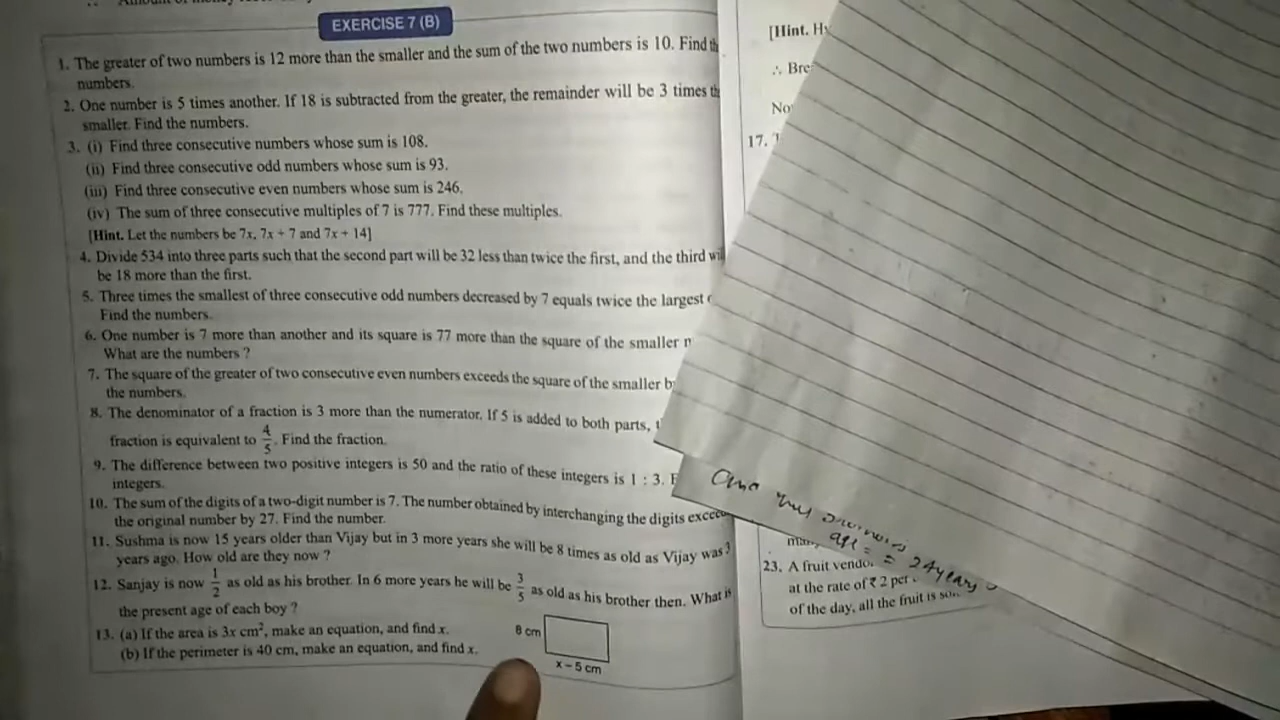 EXERCISE 7 (B)
1. The greater of two numbers is 12 more than the smaller and the sum of the two numbers is 10. Find
numbers.
2. One number is 5 times another. If 18 is subtracted from the greater, the remainder will be 3 times
smaller. Find the numbers.
3. (i) Find three consecutive numbers whose sum is 108.
(ii) Find three consecutive odd numbers whose sum is 93.
(iii) Find three consecutive even numbers whose sum is 246.
(iv) The sum of three consecutive multiples of 7 is 777. Find these multiples.
[Hint. Let the numbers be 7x, 7x + 7 and 7x + 14]
4. Divide 534 into three parts such that the second part will be 32 less than twice the first, and the third
be 18 more than the first.
5. Three times the smallest of three consecutive odd numbers decreased by 7 equals twice the largest
Find the numbers.
6. One number is 7 more than another and its square is 77 more than the square of the smaller
What are the numbers ?
7. The square of the greater of two consecutive even numbers exceeds the square of the smaller
the numbers.
8. The denominator of a fraction is 3 more than the numerator. If 5 is added to both parts,
fraction is equivalent to 4/5. Find the fraction.
9. The difference between two positive integers is 50 and the ratio of these integers is 1 : 3.
integers.
10. The sum of the digits of a two-digit number is 7. The number obtained by interchanging the digits
the original number by 27. Find the number.
11. Sushma is now 15 years older than Vijay but in 3 more years she will be 8 times as old as Vijay was 3
years ago. How old are they now ?
12. Sanjay is now 1/2 as old as his brother. In 6 more years he will be 3/5 as old as his brother then. What is
the present age of each boy ?
13. (a) If the area is 3x cm², make an equation, and find x.
(b) If the perimeter is 40 cm, make an equation, and find x.
8 cm
x – 5 cm
[Hint.
∴
17.
23. A fruit
at the rate of ₹ 2 per
of the day, all the fruit is
= 24 years